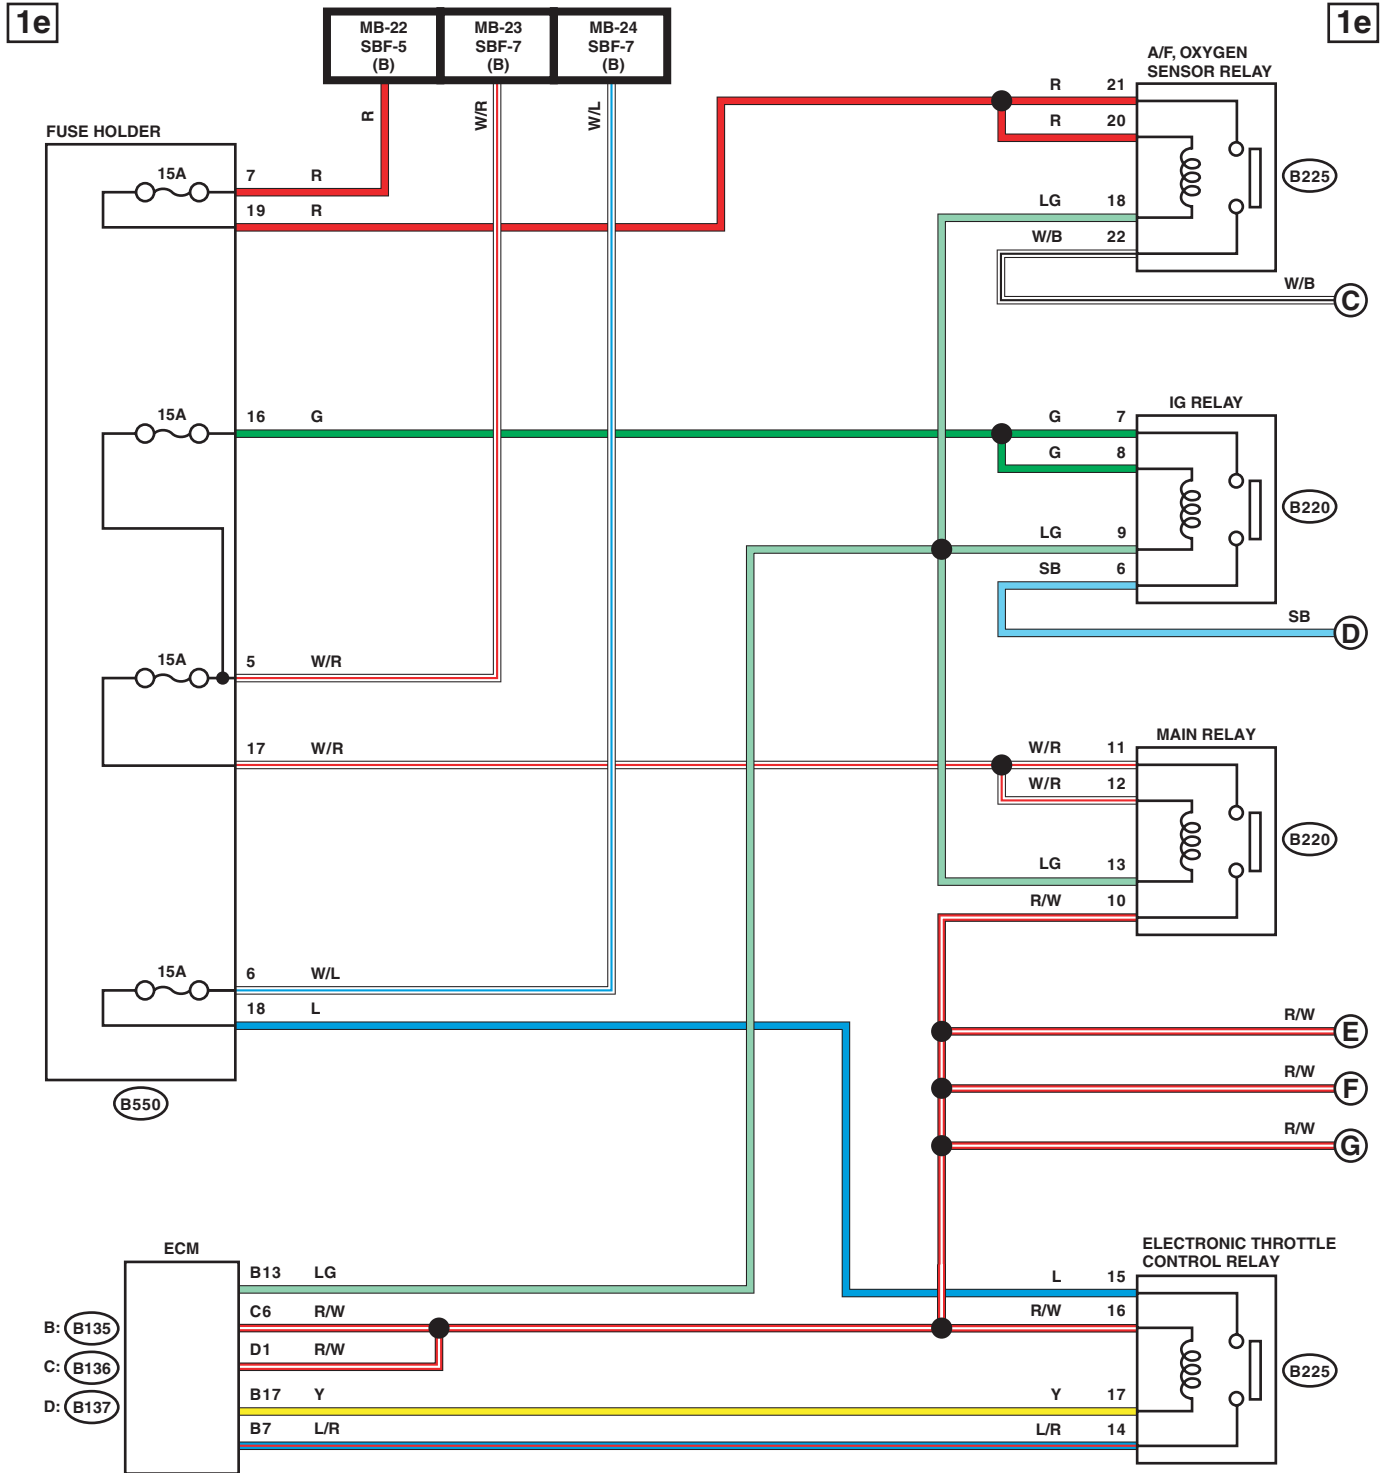 1e
1e
MB-22
SBF-5
(B)
MB-23
SBF-7
(B)
MB-24
SBF-7
(B)
R
W/R
W/L
FUSE HOLDER
15A
7 R
19 R
15A
16 G
15A
5 W/R
17 W/R
15A
6 W/L
18 L
B550
A/F, OXYGEN
SENSOR RELAY
R 21
R 20
LG 18
W/B 22
B225
W/B C
IG RELAY
G 7
G 8
LG 9
SB 6
B220
SB D
MAIN RELAY
W/R 11
W/R 12
LG 13
R/W 10
B220
R/W E
R/W F
R/W G
ECM
B13 LG
C6 R/W
D1 R/W
B17 Y
B7 L/R
B: B135
C: B136
D: B137
ELECTRONIC THROTTLE
CONTROL RELAY
L 15
R/W 16
Y 17
L/R 14
B225